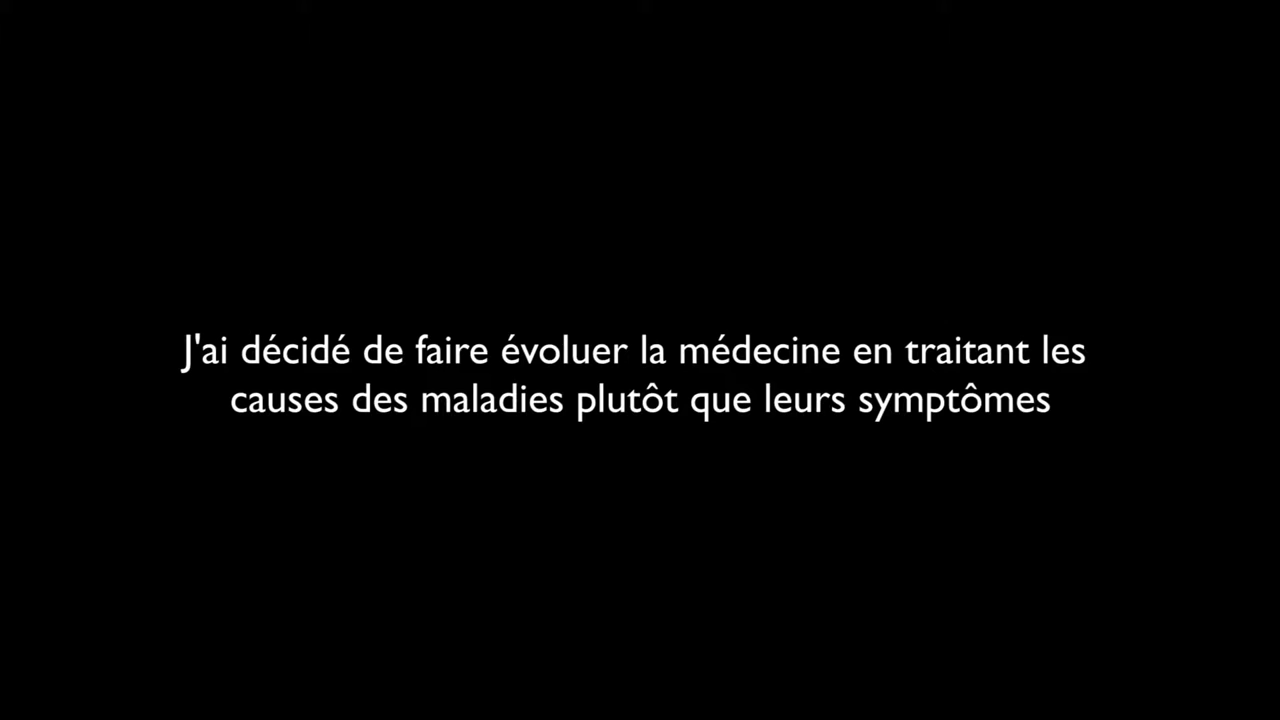 J'ai décidé de faire évoluer la médecine en traitant les
causes des maladies plutôt que leurs symptômes